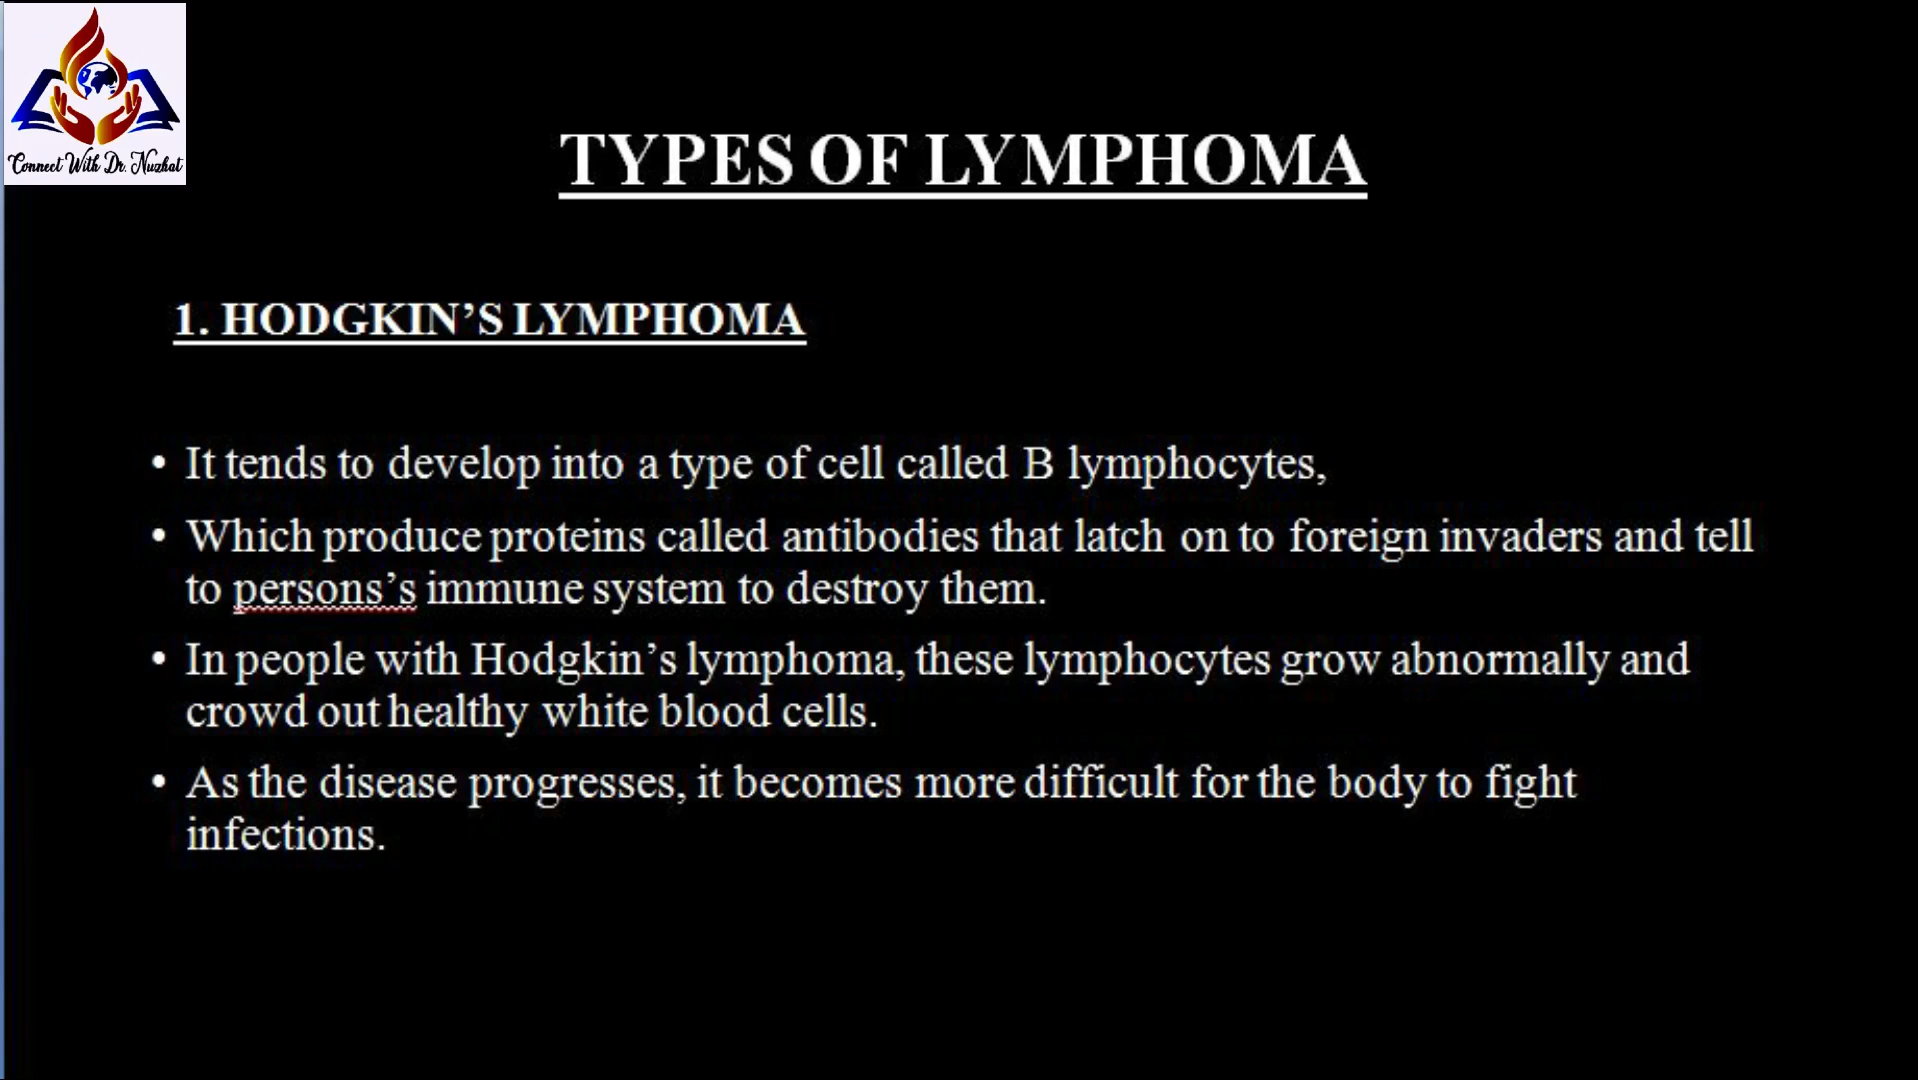 Connect With Dr. Nuzhat
TYPES OF LYMPHOMA
1. HODGKIN’S LYMPHOMA
• It tends to develop into a type of cell called B lymphocytes,
• Which produce proteins called antibodies that latch on to foreign invaders and tell
to persons’s immune system to destroy them.
• In people with Hodgkin’s lymphoma, these lymphocytes grow abnormally and
crowd out healthy white blood cells.
• As the disease progresses, it becomes more difficult for the body to fight
infections.